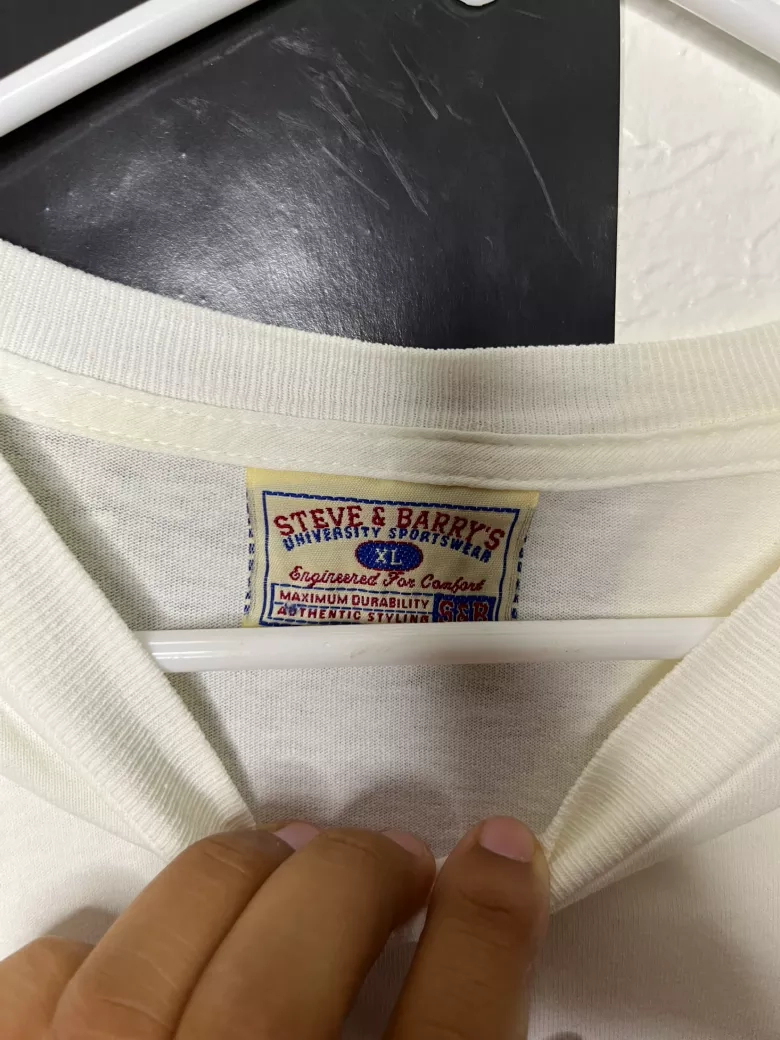 STEVE & BARRY'S
UNIVERSITY SPORTSWEAR
XL
Engineered For Comfort
MAXIMUM DURABILITY
AUTHENTIC STYLING
S&B